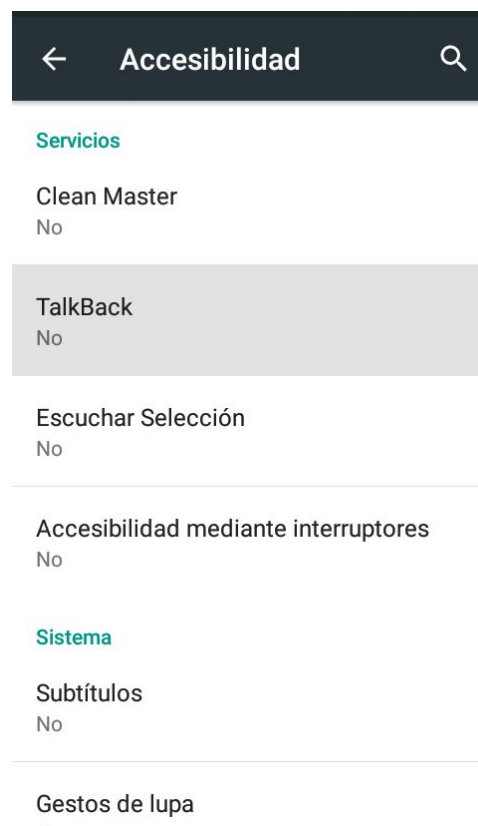 Accesibilidad
Servicios
Clean Master
No
TalkBack
No
Escuchar Selección
No
Accesibilidad mediante interruptores
No
Sistema
Subtítulos
No
Gestos de lupa